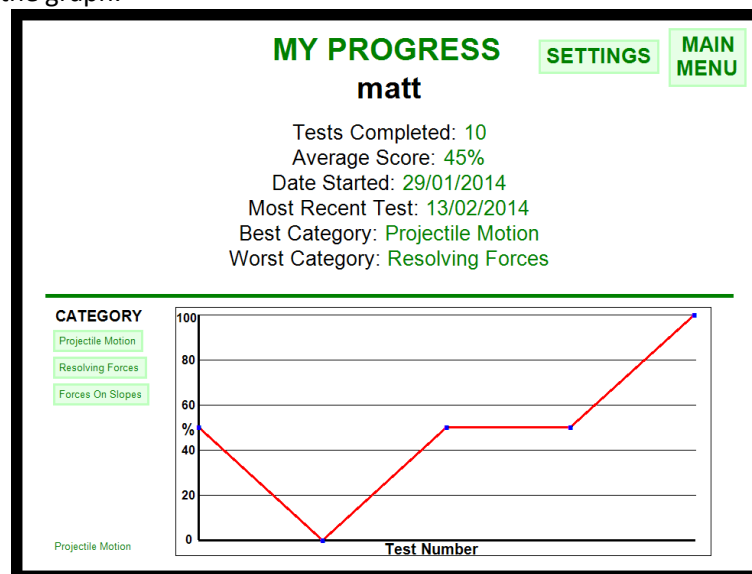 the graph.
MY PROGRESS
SETTINGS
MAIN
MENU
matt
Tests Completed: 10
Average Score: 45%
Date Started: 29/01/2014
Most Recent Test: 13/02/2014
Best Category: Projectile Motion
Worst Category: Resolving Forces
CATEGORY
Projectile Motion
Resolving Forces
Forces On Slopes
Projectile Motion
100
80
60
%
40
20
0
Test Number